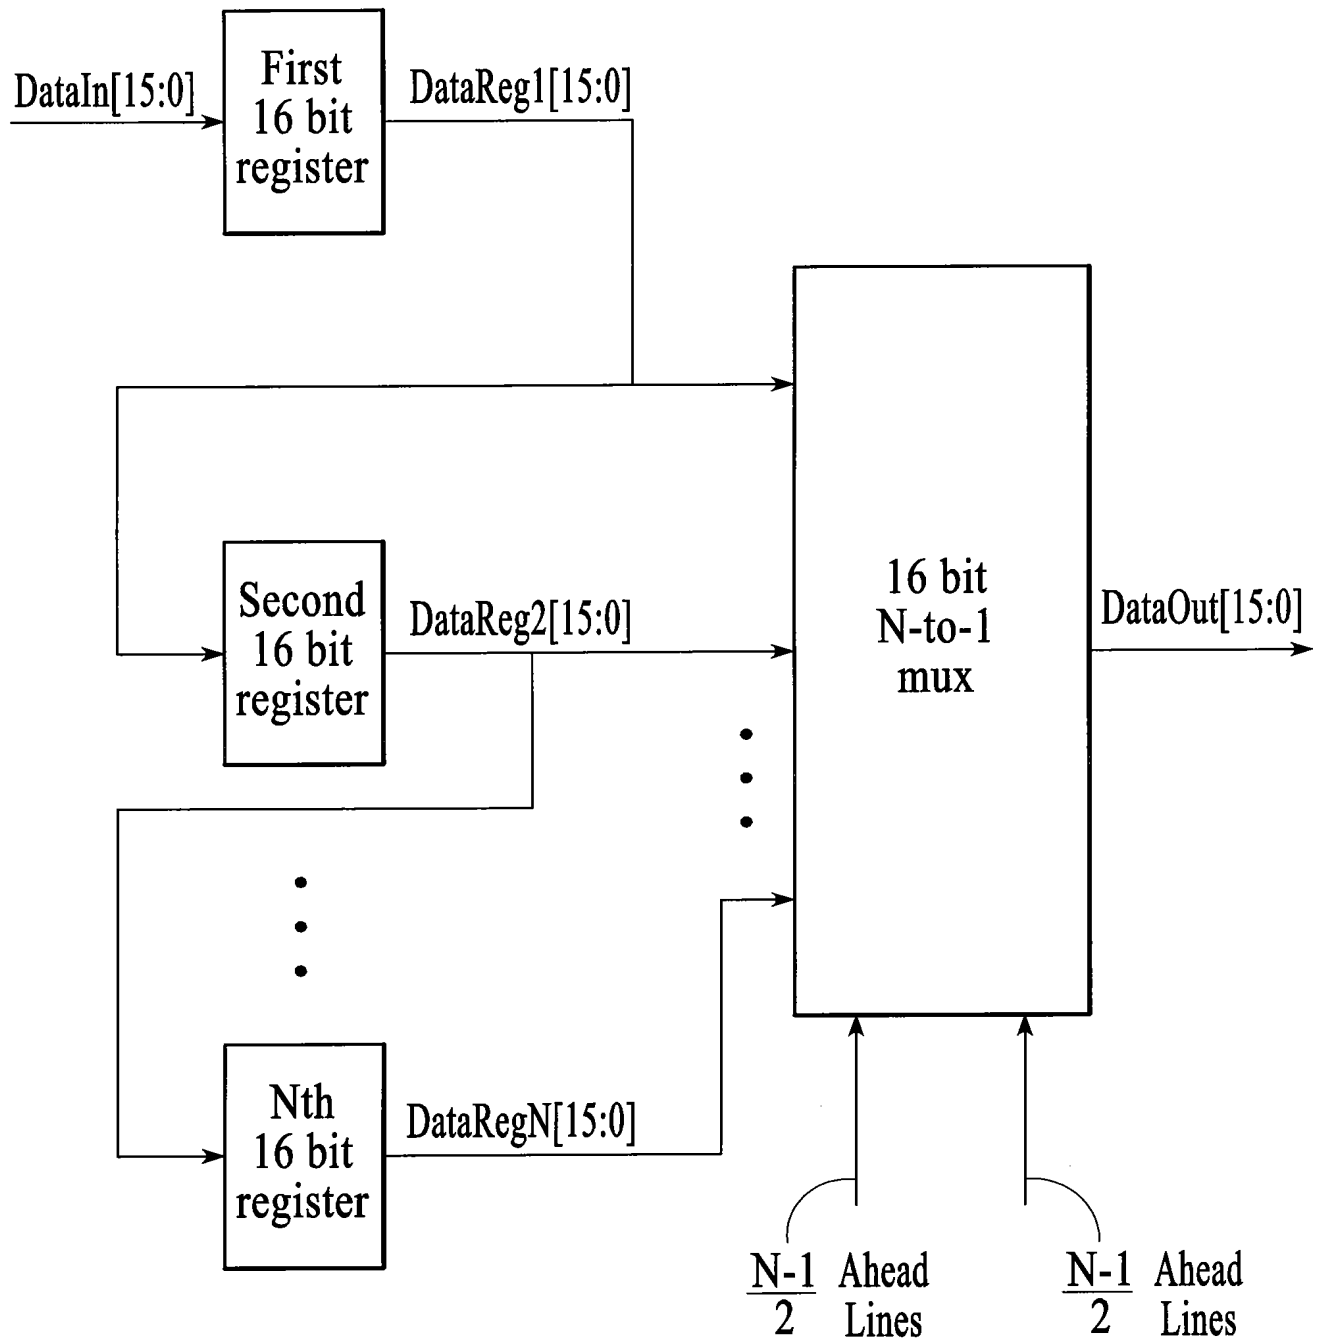 DataIn[15:0]
First
16 bit
register
DataReg1[15:0]
Second
16 bit
register
DataReg2[15:0]
16 bit
N-to-1
mux
DataOut[15:0]
Nth
16 bit
register
DataRegN[15:0]
N-1
2
Ahead
Lines
N-1
2
Ahead
Lines